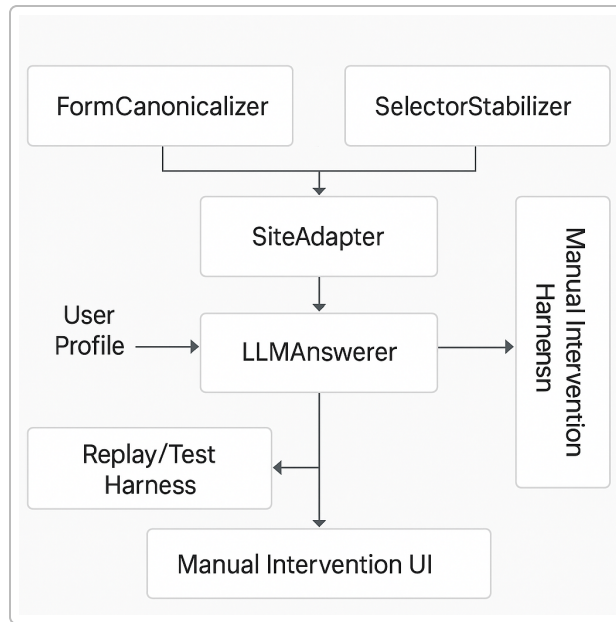 FormCanonicalizer
SelectorStabilizer
SiteAdapter
Manual Intervention
Harnensn
User
Profile
LLMAnswerer
Replay/Test
Harness
Manual Intervention UI